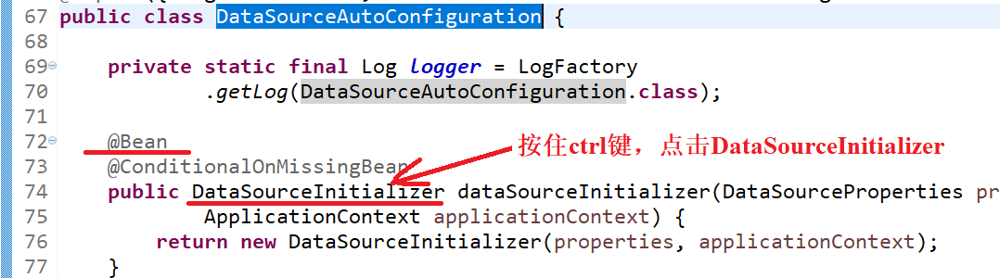 67 public class DataSourceAutoConfiguration {
68
69 private static final Log logger = LogFactory
70 .getLog(DataSourceAutoConfiguration.class);
71
72 @Bean
按住ctrl键，点击DataSourceInitializer
73 @ConditionalOnMissingBean
74 public DataSourceInitializer dataSourceInitializer(DataSourceProperties pr
75 ApplicationContext applicationContext) {
76 return new DataSourceInitializer(properties, applicationContext);
77 }